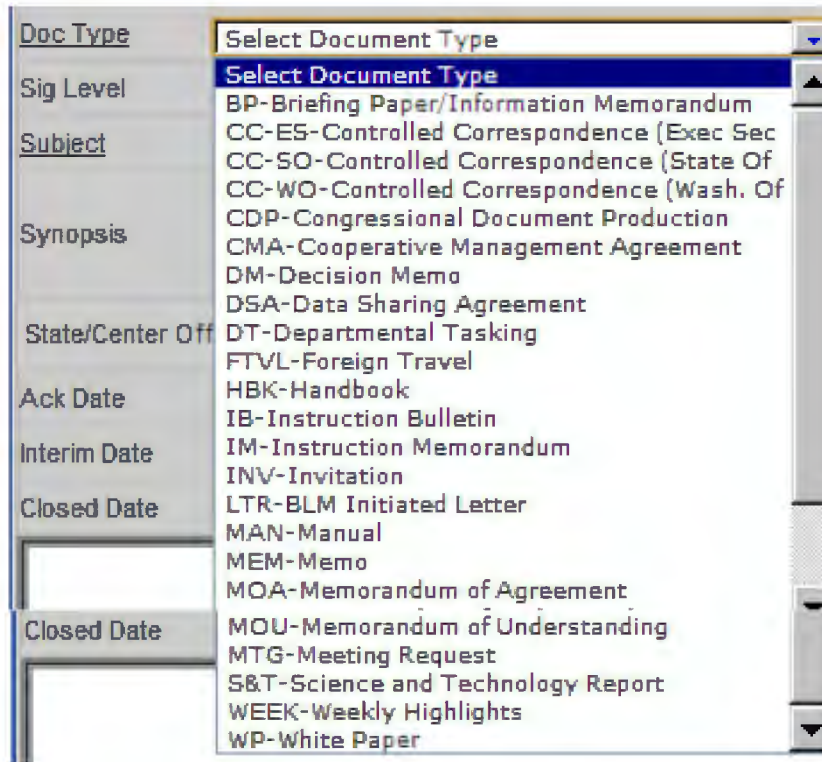 Doc Type
Select Document Type
Sig Level
Select Document Type
BP-Briefing Paper/Information Memorandum
CC-ES-Controlled Correspondence (Exec Sec
Subject
CC-SO-Controlled Correspondence (State Of
CC-WO-Controlled Correspondence (Wash. Of
CDP-Congressional Document Production
Synopsis
CMA-Cooperative Management Agreement
DM-Decision Memo
DSA-Data Sharing Agreement
State/Center Off
DT-Departmental Tasking
FTVL-Foreign Travel
Ack Date
HBK-Handbook
IB-Instruction Bulletin
Interim Date
IM-Instruction Memorandum
INV-Invitation
Closed Date
LTR-BLM Initiated Letter
MAN-Manual
MEM-Memo
MOA-Memorandum of Agreement
Closed Date
MOU-Memorandum of Understanding
MTG-Meeting Request
S&T-Science and Technology Report
WEEK-Weekly Highlights
WP-White Paper